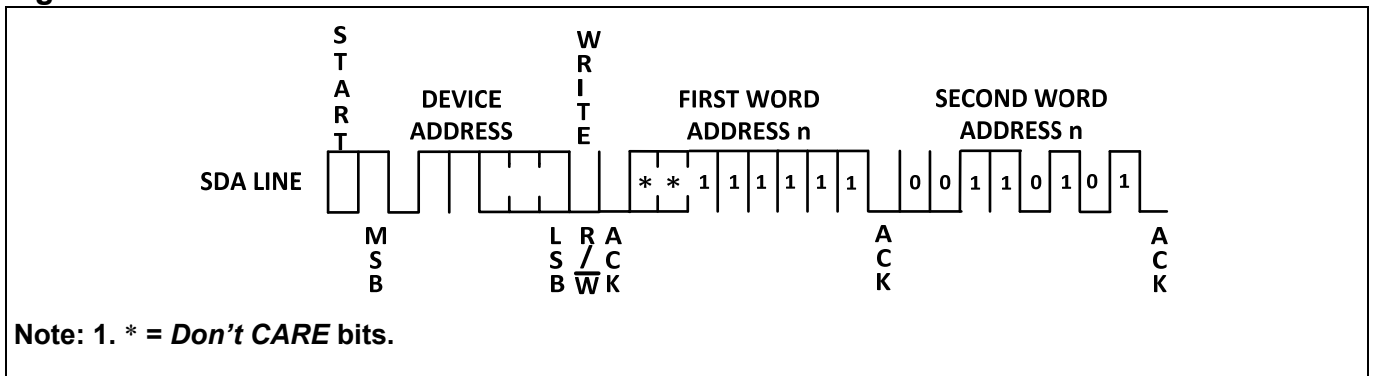 START
WRITE
DEVICE
ADDRESS
FIRST WORD
ADDRESS n
SECOND WORD
ADDRESS n
SDA LINE
* * 1 1 1 1 1 1
0 0 1 1 0 1 0 1
MSB
LSB
R/W
ACK
ACK
ACK
Note: 1. * = Don't CARE bits.